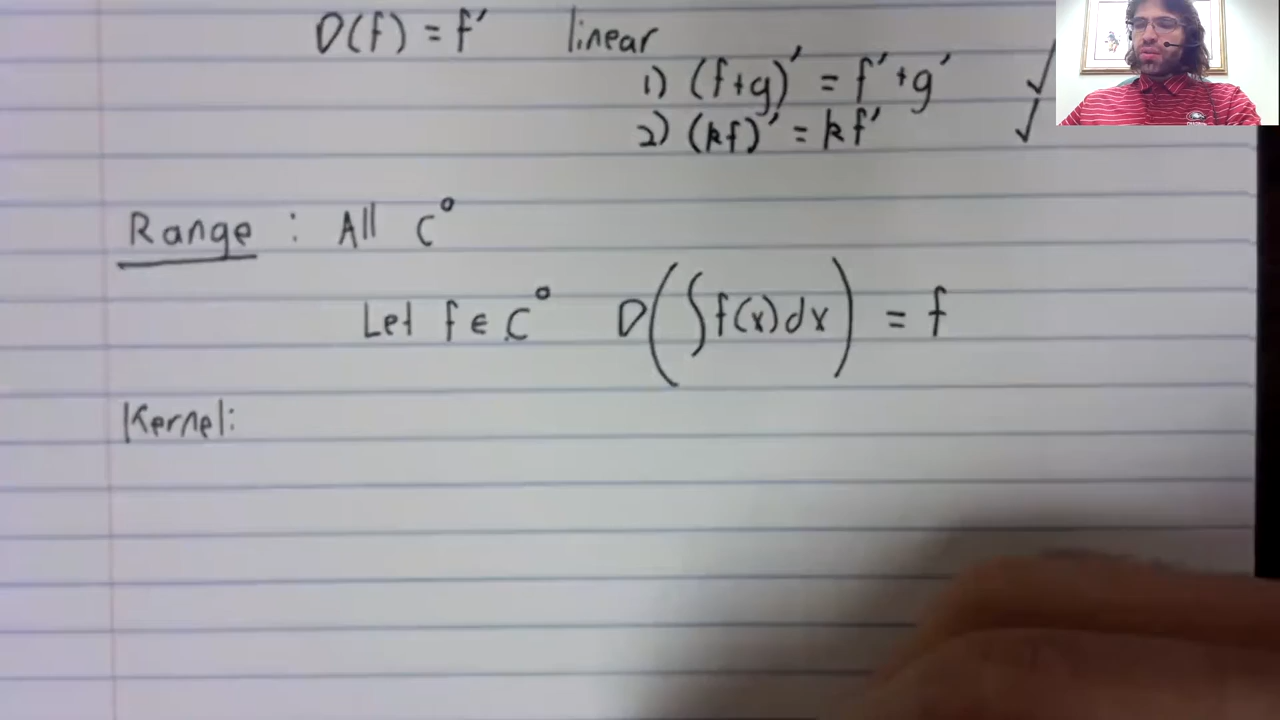 D(f) = f' linear
1) (f+g)' = f' + g' ✓
2) (kf)' = kf' ✓
Range : All C⁰
Let f ∈ C⁰ D(∫f(x)dx) = f
Kernel: